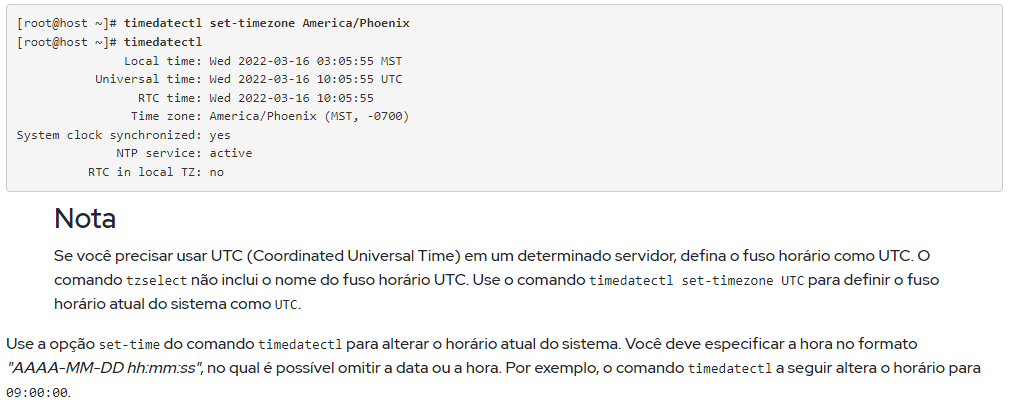 [root@host ~]# timedatectl set-timezone America/Phoenix
[root@host ~]# timedatectl
Local time: Wed 2022-03-16 03:05:55 MST
Universal time: Wed 2022-03-16 10:05:55 UTC
RTC time: Wed 2022-03-16 10:05:55
Time zone: America/Phoenix (MST, -0700)
System clock synchronized: yes
NTP service: active
RTC in local TZ: no
Nota
Se você precisar usar UTC (Coordinated Universal Time) em um determinado servidor, defina o fuso horário como UTC. O
comando tzselect não inclui o nome do fuso horário UTC. Use o comando timedatectl set-timezone UTC para definir o fuso
horário atual do sistema como UTC.
Use a opção set-time do comando timedatectl para alterar o horário atual do sistema. Você deve especificar a hora no formato
"AAAA-MM-DD hh:mm:ss", no qual é possível omitir a data ou a hora. Por exemplo, o comando timedatectl a seguir altera o horário para
09:00:00.